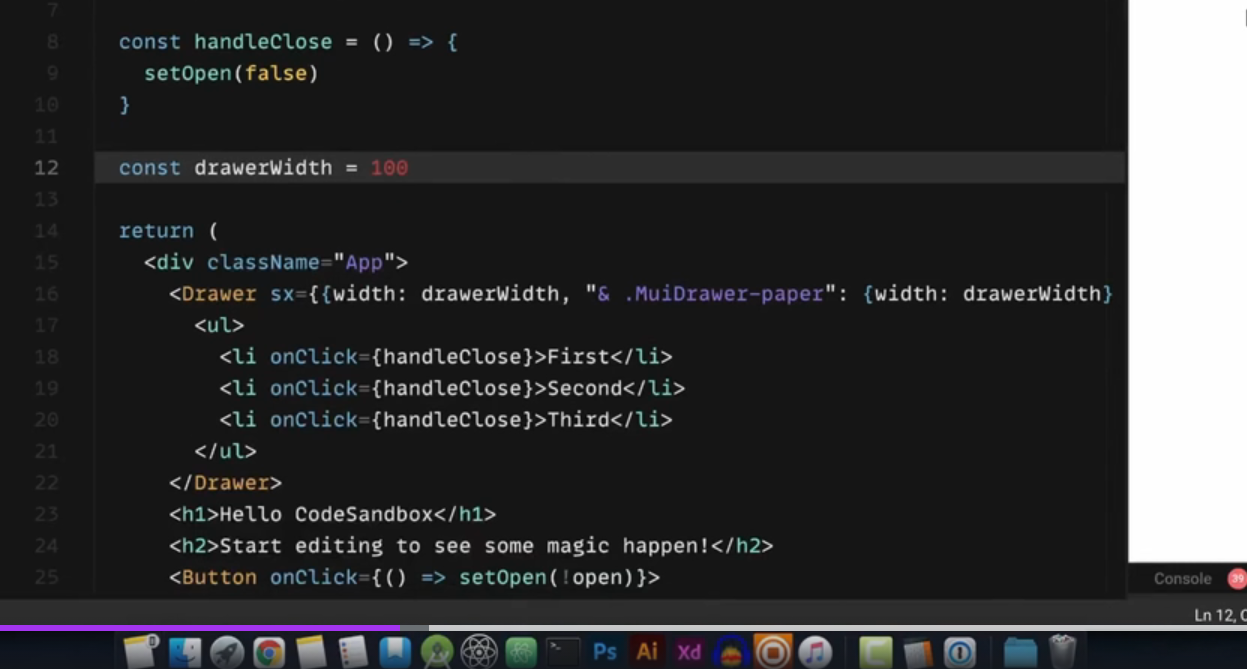 7
8 const handleClose = () => {
9 setOpen(false)
10 }
11
12 const drawerWidth = 100
13
14 return (
15 <div className="App">
16 <Drawer sx={{width: drawerWidth, "& .MuiDrawer-paper": {width: drawerWidth}
17 <ul>
18 <li onClick={handleClose}>First</li>
19 <li onClick={handleClose}>Second</li>
20 <li onClick={handleClose}>Third</li>
21 </ul>
22 </Drawer>
23 <h1>Hello CodeSandbox</h1>
24 <h2>Start editing to see some magic happen!</h2>
25 <Button onClick={() => setOpen(!open)}>
Console 39
Ln 12,
Ps Ai Xd